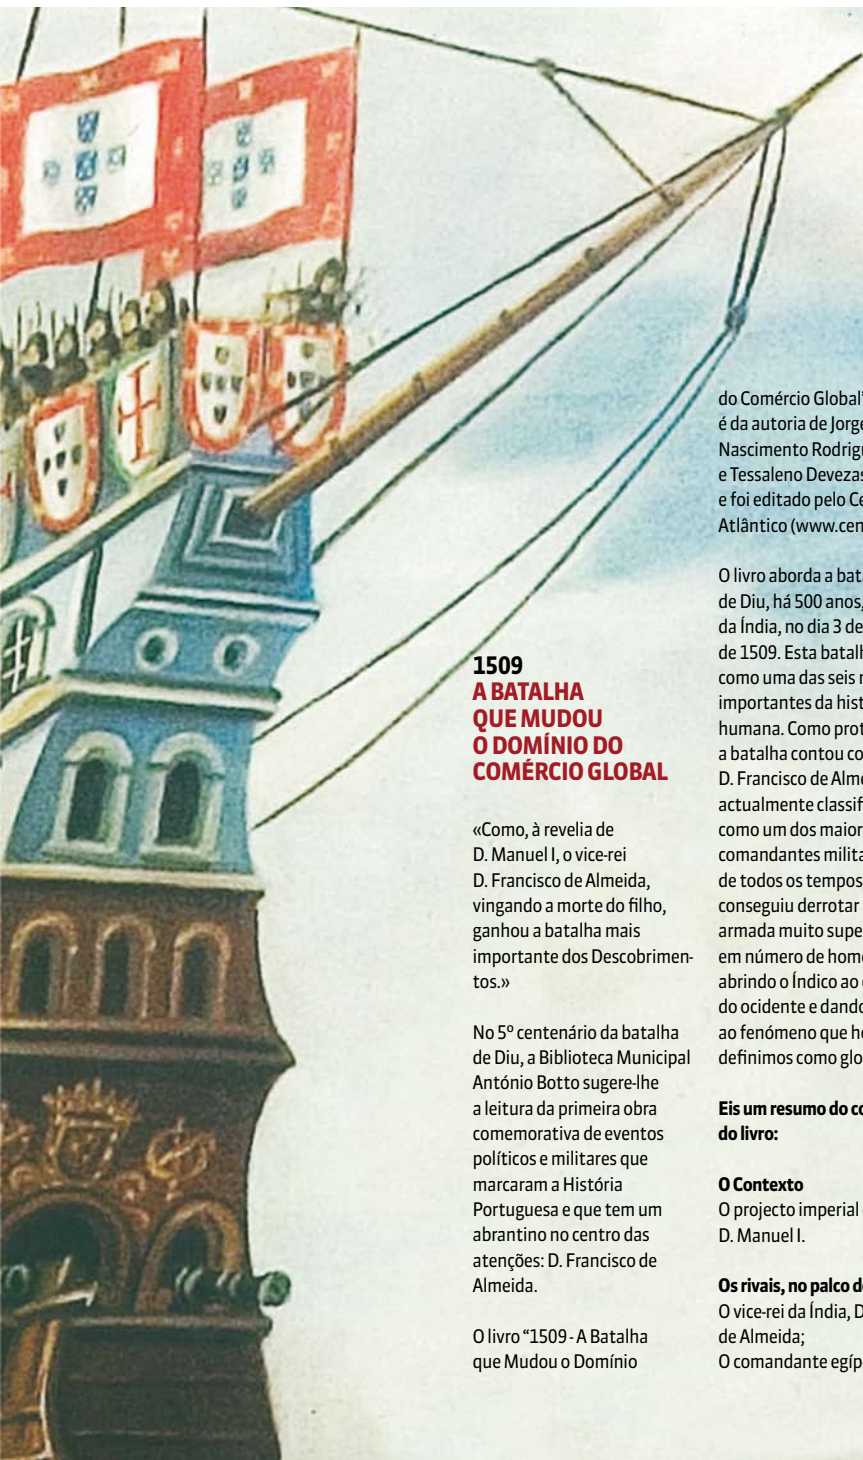 1509
A BATALHA
QUE MUDOU
O DOMÍNIO DO
COMÉRCIO GLOBAL
«Como, à revelia de
D. Manuel I, o vice-rei
D. Francisco de Almeida,
vingando a morte do filho,
ganhou a batalha mais
importante dos Descobrimen-
tos.»
No 5º centenário da batalha
de Diu, a Biblioteca Municipal
António Botto sugere-lhe
a leitura da primeira obra
comemorativa de eventos
políticos e militares que
marcaram a História
Portuguesa e que tem um
abrantino no centro das
atenções: D. Francisco de
Almeida.
O livro “1509 - A Batalha
que Mudou o Domínio
do Comércio Global”
é da autoria de Jorge
Nascimento
e Tessaleno Devezas
e foi editado pelo
Atlântico (www.
O livro aborda a
de Diu, há 500 anos,
da Índia, no dia 3 de
de 1509. Esta
como uma das seis
importantes da
humana. Como
a batalha contou
D. Francisco de
actualmente
como um dos
comandantes
de todos os tempos
conseguiu derrotar
armada muito
em número de
abrindo o Índico ao
do ocidente e
ao fenómeno que
definimos como
Eis um resumo do
do livro:
O Contexto
O projecto imperial
D. Manuel I.
Os rivais, no palco
O vice-rei da Índia,
de Almeida;
O comandante